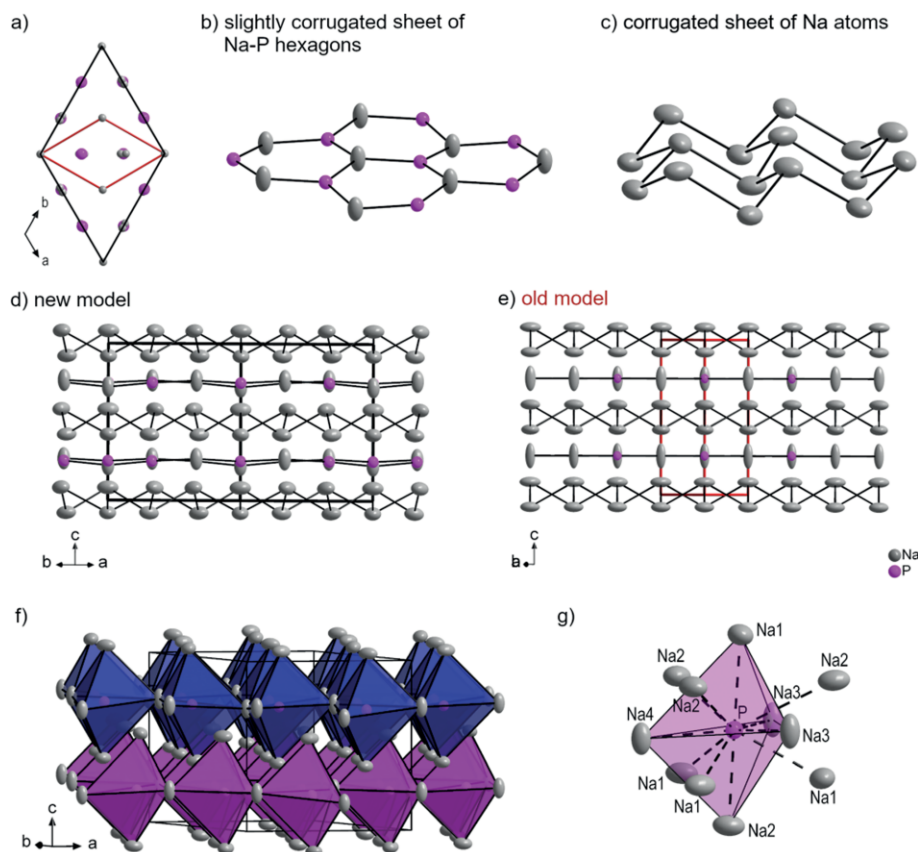 a)
b) slightly corrugated sheet of
Na-P hexagons
c) corrugated sheet of Na atoms
b
a
d) new model
e) old model
c
b
a
c
b
a
Na
P
f)
g)
Na1
Na2
Na2
Na3
Na2
P
Na4
Na3
Na1
Na1
Na1
Na2
c
b
a